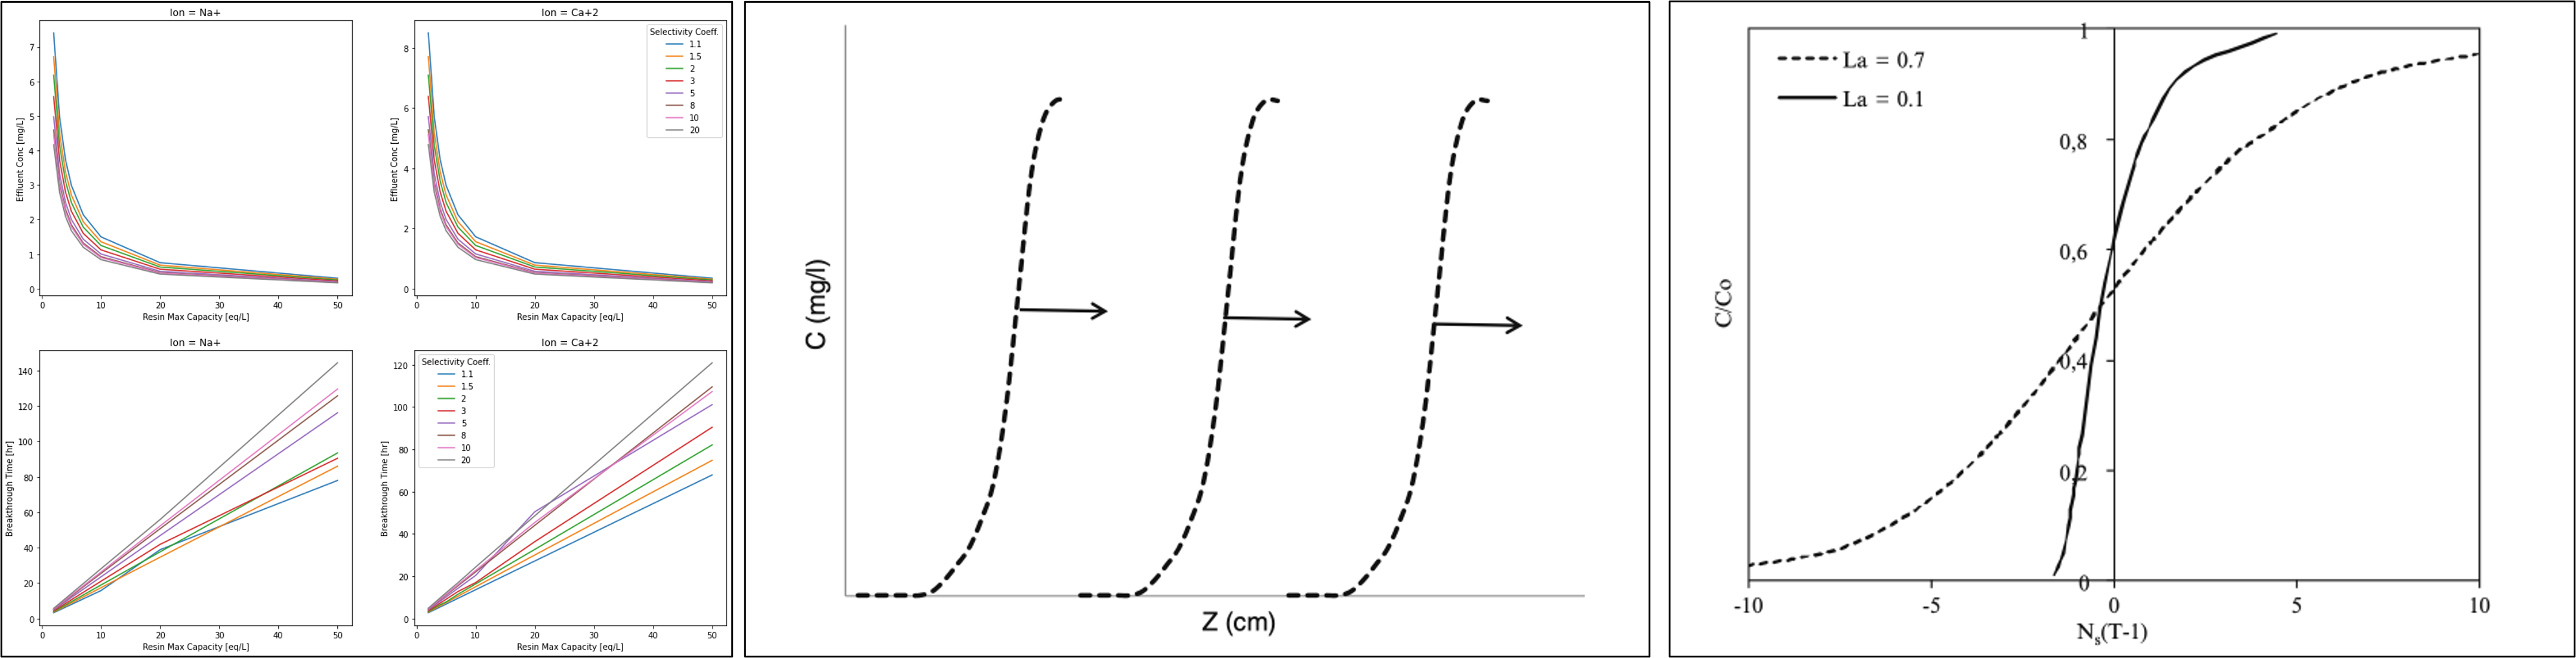 Ion = Na+
7
6
5
4
3
2
1
0
Effluent Conc [mg/L]
0 10 20 30 40 50
Resin Max Capacity [eq/L]
Ion = Ca+2
Selectivity Coeff.
1.1
1.5
2
3
5
8
10
20
8
6
4
2
0
Effluent Conc [mg/L]
0 10 20 30 40 50
Resin Max Capacity [eq/L]
Ion = Na+
140
120
100
80
60
40
20
0
Breakthrough Time [hr]
0 10 20 30 40 50
Resin Max Capacity [eq/L]
Ion = Ca+2
Selectivity Coeff.
1.1
1.5
2
3
5
8
10
20
120
100
80
60
40
20
0
Breakthrough Time [hr]
0 10 20 30 40 50
Resin Max Capacity [eq/L]
C (mg/l)
Z (cm)
La = 0.7
La = 0.1
1
0,8
0,6
0,4
0,2
0
C/Co
-10 -5 0 5 10
Ns(T-1)